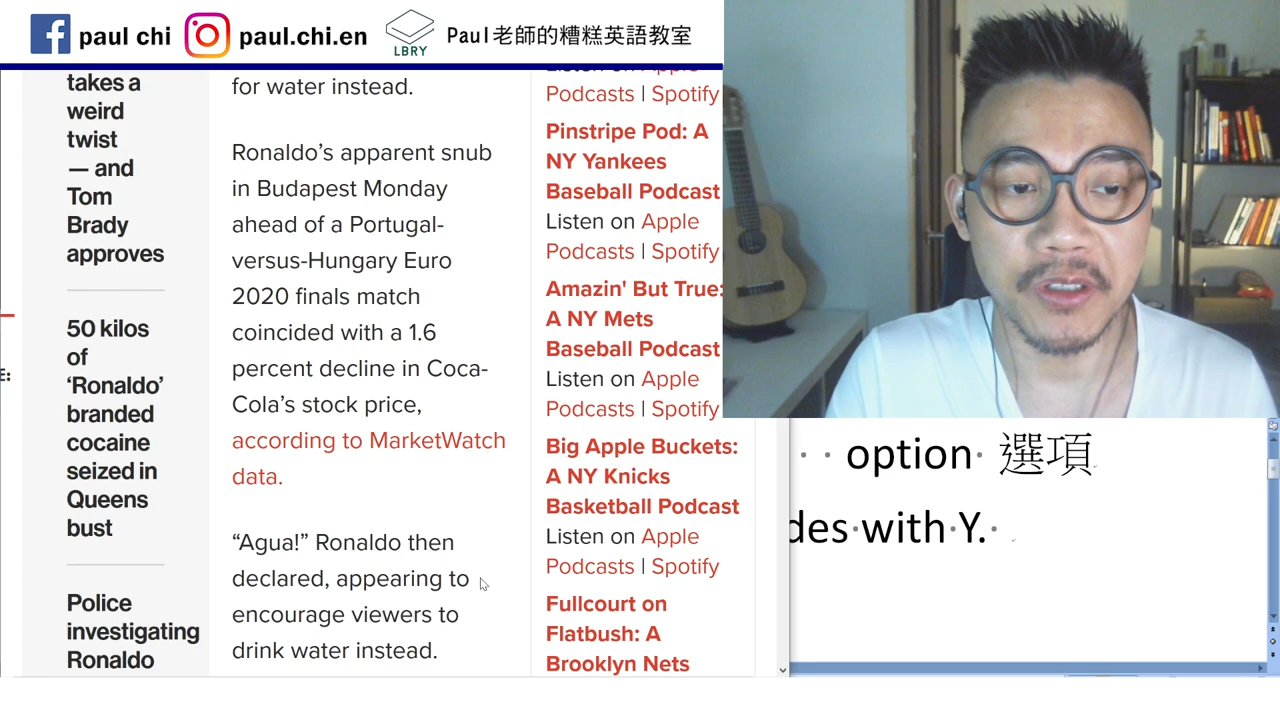 paul chi
paul.chi.en
LBRY
Paul老師的糟糕英語教室
takes a
weird
twist
— and
Tom
Brady
approves
50 kilos
of
‘Ronaldo’
branded
cocaine
seized in
Queens
bust
Police
investigating
Ronaldo
for water instead.
Ronaldo’s apparent snub
in Budapest Monday
ahead of a Portugal-
versus-Hungary Euro
2020 finals match
coincided with a 1.6
percent decline in Coca-
Cola’s stock price,
according to MarketWatch
data.
“Agua!” Ronaldo then
declared, appearing to
encourage viewers to
drink water instead.
Listen on Apple
Podcasts | Spotify
Pinstripe Pod: A
NY Yankees
Baseball Podcast
Listen on Apple
Podcasts | Spotify
Amazin' But True:
A NY Mets
Baseball Podcast
Listen on Apple
Podcasts | Spotify
Big Apple Buckets:
A NY Knicks
Basketball Podcast
Listen on Apple
Podcasts | Spotify
Fullcourt on
Flatbush: A
Brooklyn Nets
option 選項
des with Y.